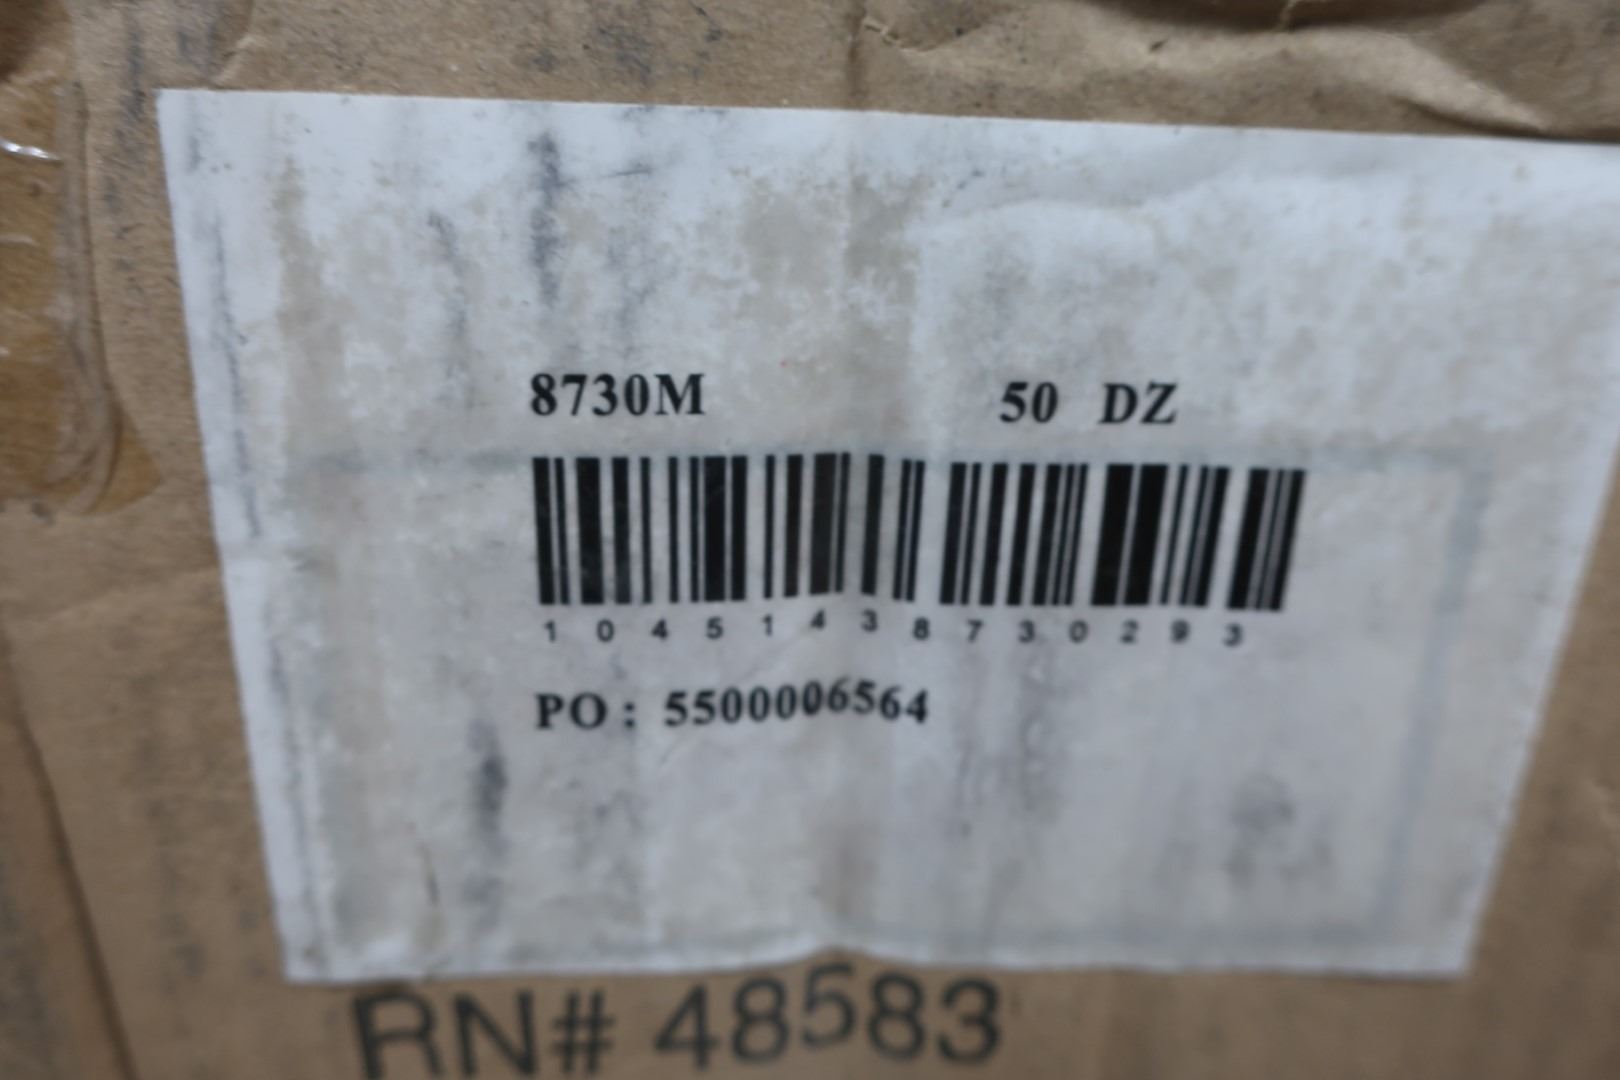 8730M 50 DZ
1 0 4 5 1 4 3 8 7 3 0 2 9 3
PO: 5500006564
RN# 48583